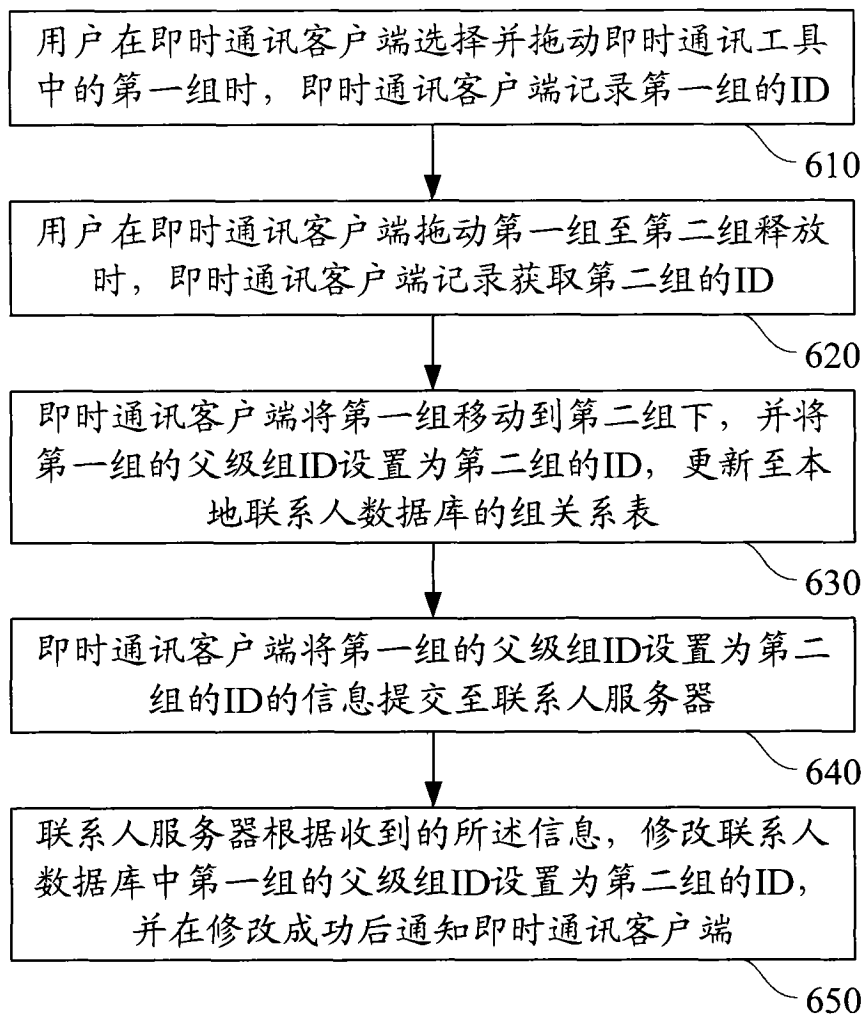 用户在即时通讯客户端选择并拖动即时通讯工具
中的第一组时，即时通讯客户端记录第一组的ID
610
用户在即时通讯客户端拖动第一组至第二组释放
时，即时通讯客户端记录获取第二组的ID
620
即时通讯客户端将第一组移动到第二组下，并将
第一组的父级组ID设置为第二组的ID，更新至本
地联系人数据库的组关系表
630
即时通讯客户端将第一组的父级组ID设置为第二
组的ID的信息提交至联系人服务器
640
联系人服务器根据收到的所述信息，修改联系人
数据库中第一组的父级组ID设置为第二组的ID，
并在修改成功后通知即时通讯客户端
650